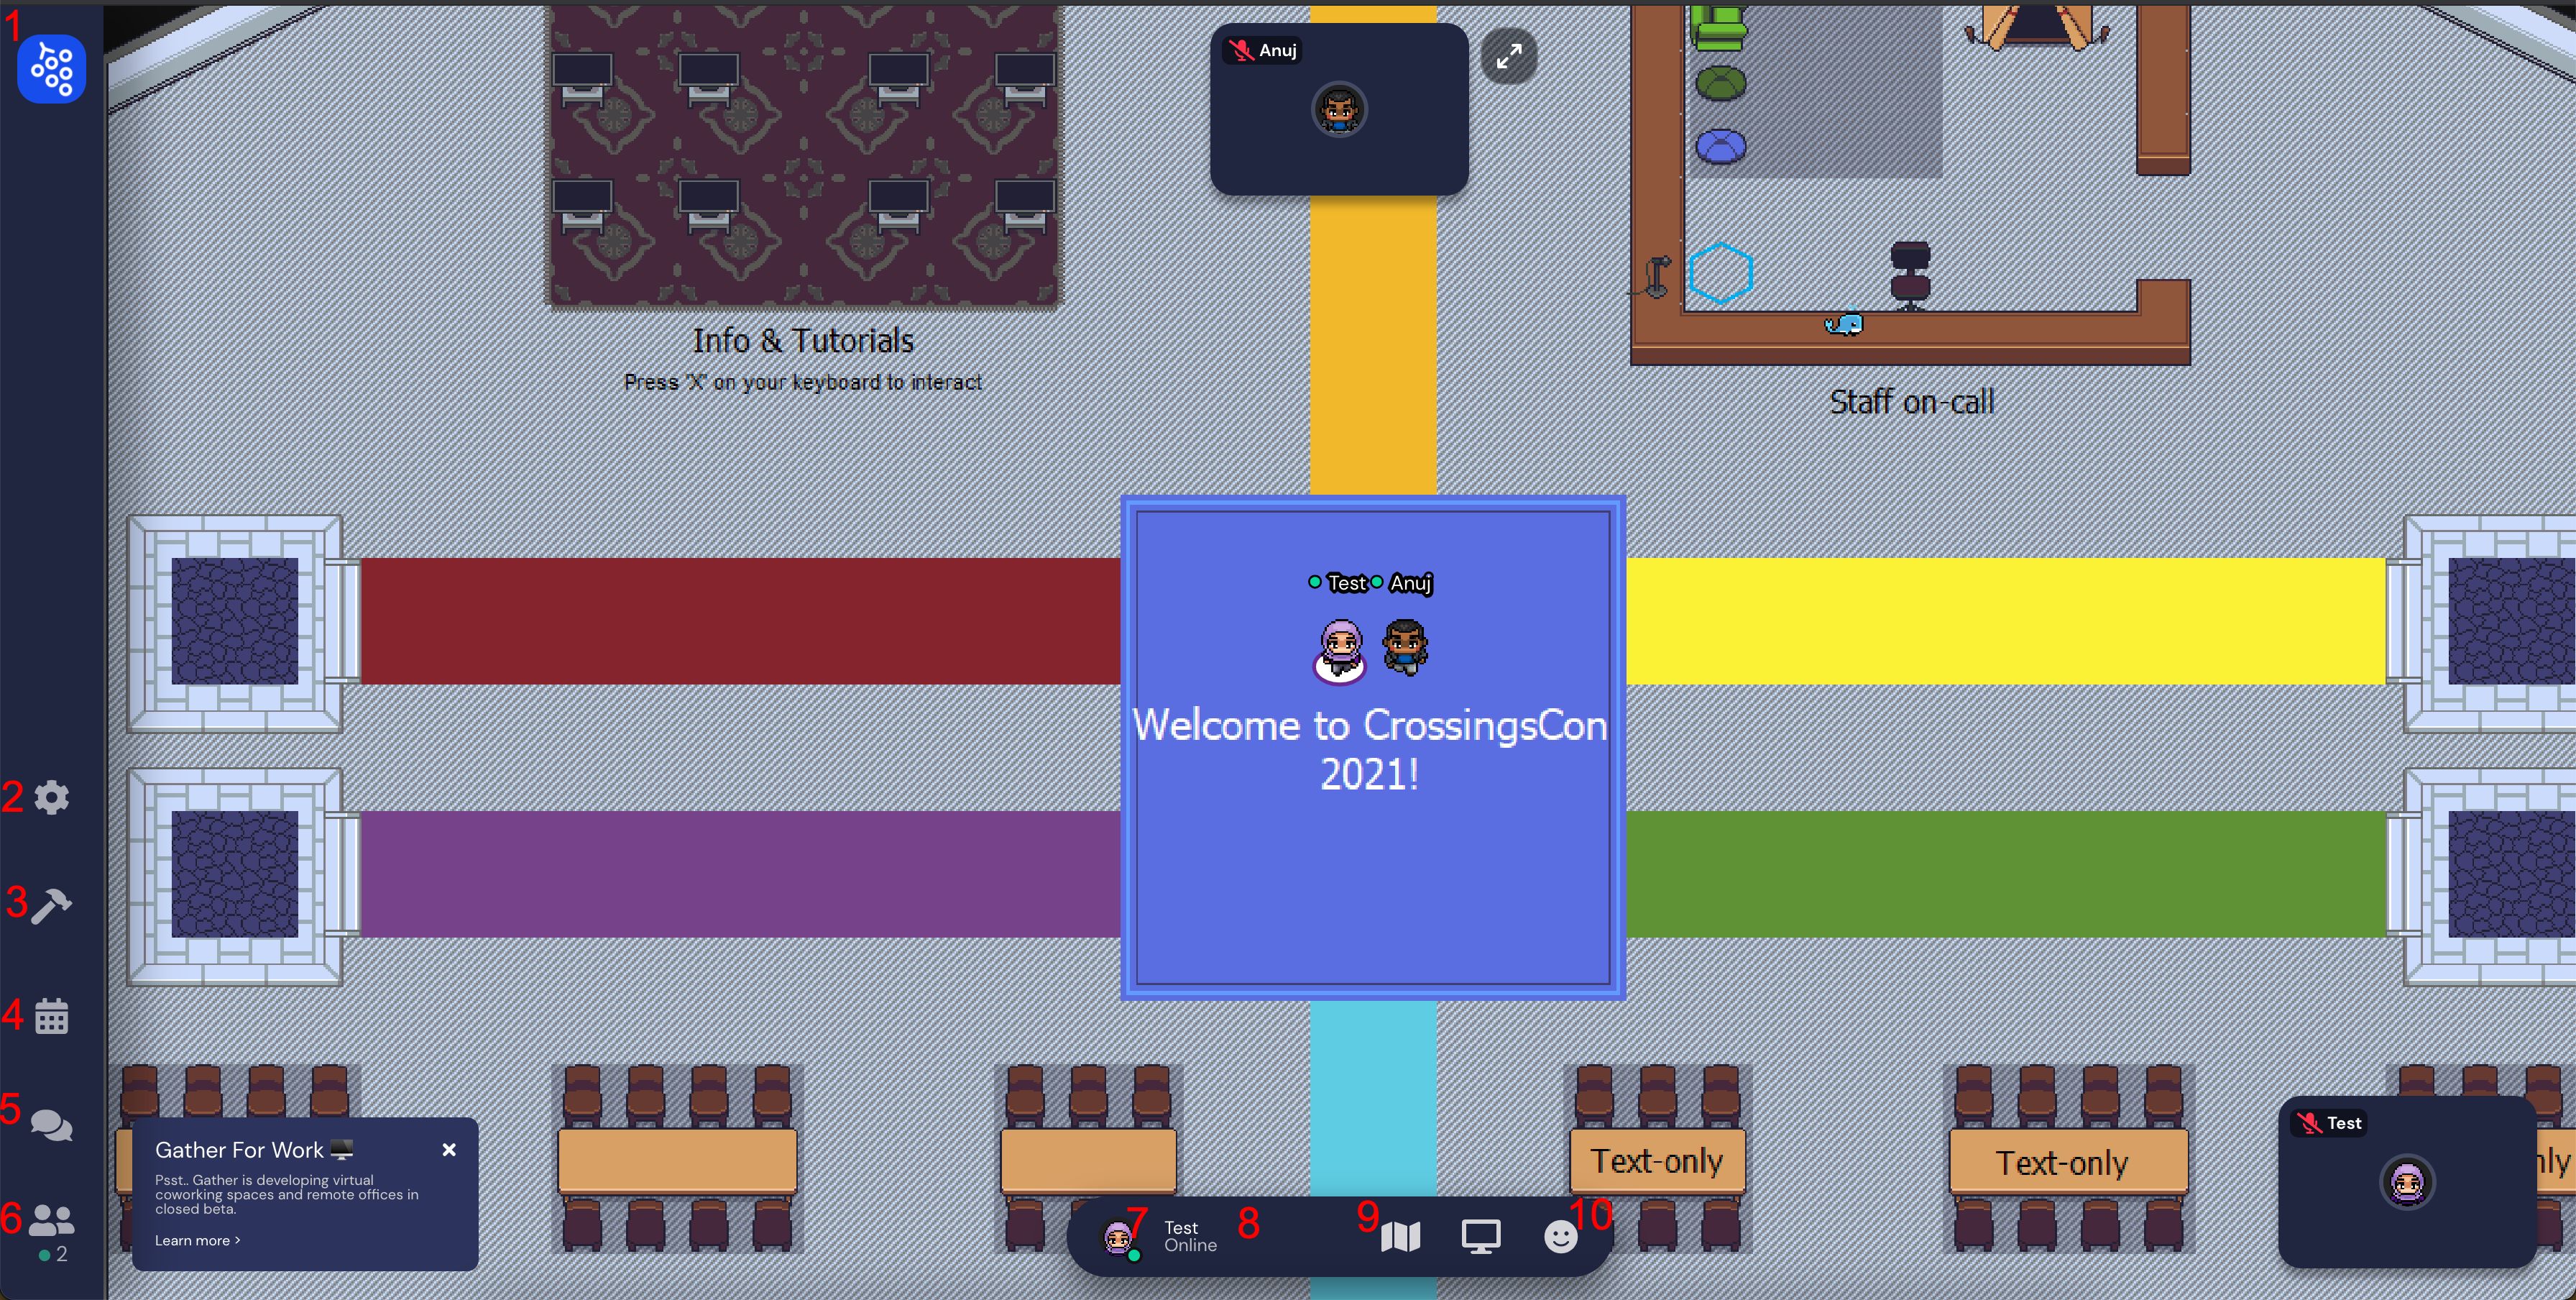 1
Anuj
Info & Tutorials
Press 'X' on your keyboard to interact
Staff on-call
Test Anuj
Welcome to CrossingsCon
2021!
2
3
4
5
6
2
Gather For Work
Psst.. Gather is developing virtual
coworking spaces and remote offices in
closed beta.
Learn more >
Text-only
Text-only
Test
7
Test
Online
8
9
10